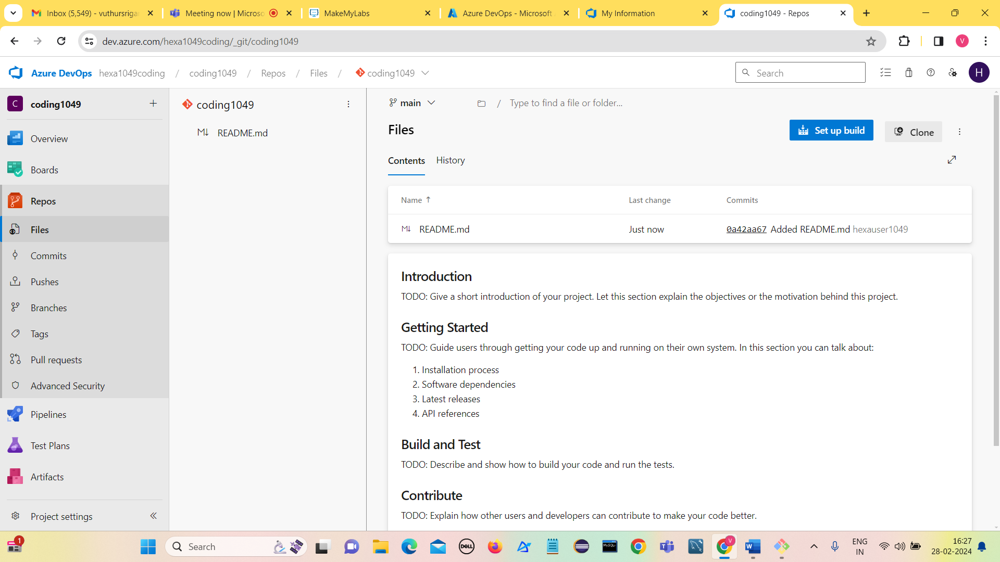 Inbox (5,549) - vuthursrigar
Meeting now | Microso
MakeMyLabs
Azure DevOps - Microsoft
My Information
coding1049 - Repos
dev.azure.com/hexa1049coding/_git/coding1049
V
Azure DevOps hexa1049coding / coding1049 / Repos / Files / coding1049
Search
H
C coding1049
Overview
Boards
Repos
Files
Commits
Pushes
Branches
Tags
Pull requests
Advanced Security
Pipelines
Test Plans
Artifacts
Project settings
coding1049
README.md
main
/ Type to find a file or folder...
Files
Set up build
Clone
Contents
History
Name ↑ Last change Commits
README.md Just now 0a42aa67 Added README.md hexauser1049
Introduction
TODO: Give a short introduction of your project. Let this section explain the objectives or the motivation behind this project.
Getting Started
TODO: Guide users through getting your code up and running on their own system. In this section you can talk about:
1. Installation process
2. Software dependencies
3. Latest releases
4. API references
Build and Test
TODO: Describe and show how to build your code and run the tests.
Contribute
TODO: Explain how other users and developers can contribute to make your code better.
1
Search
DELL
MySQL
V
W
ENG
IN
16:27
28-02-2024